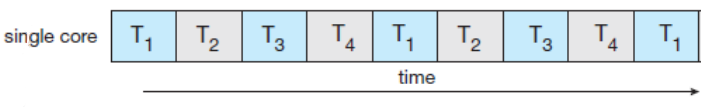 single core T₁ T₂ T₃ T₄ T₁ T₂ T₃ T₄ T₁
time